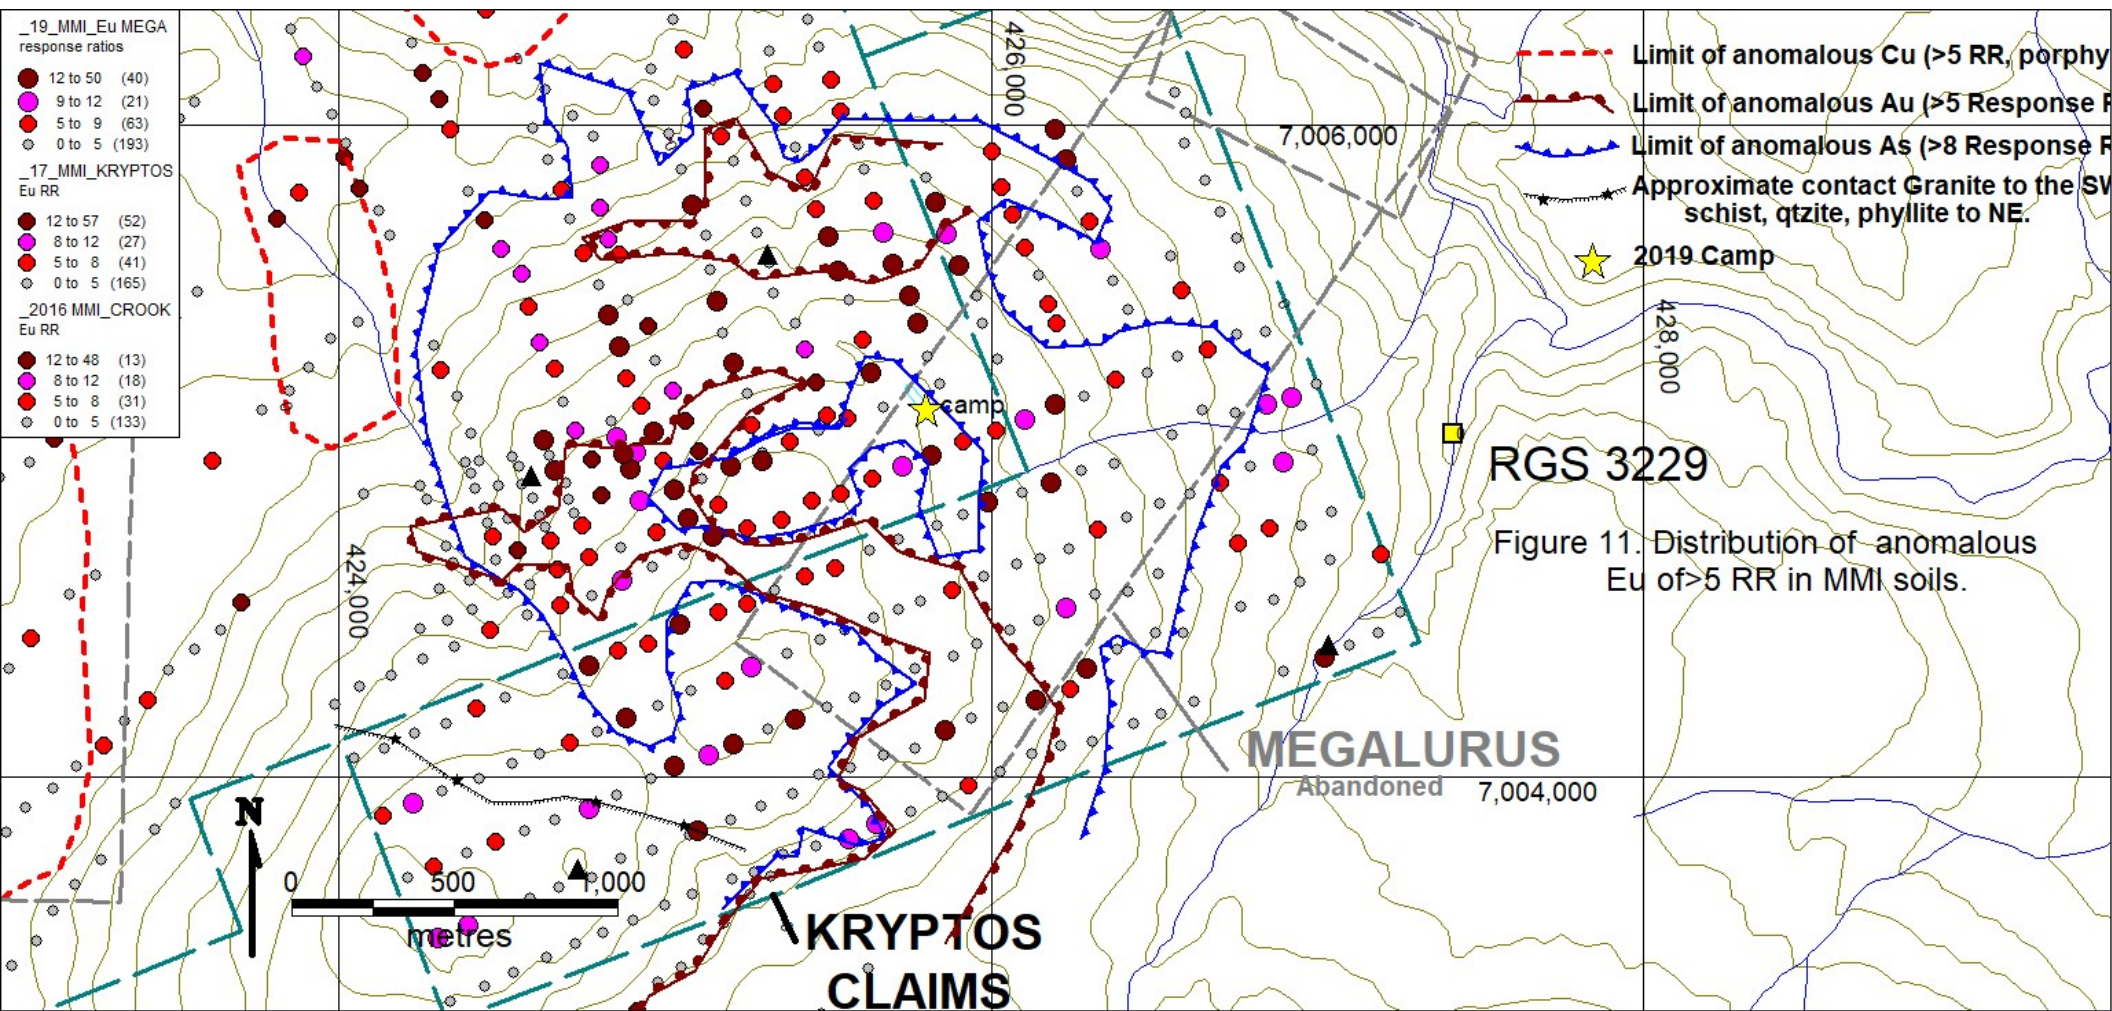 _19_MMI_Eu MEGA
response ratios
12 to 50 (40)
9 to 12 (21)
5 to 9 (63)
0 to 5 (193)
_17_MMI_KRYPTOS
Eu RR
12 to 57 (52)
8 to 12 (27)
5 to 8 (41)
0 to 5 (165)
_2016 MMI_CROOK
Eu RR
12 to 48 (13)
8 to 12 (18)
5 to 8 (31)
0 to 5 (133)
426,000
7,006,000
Limit of anomalous Cu (>5 RR, porphy
Limit of anomalous Au (>5 Response
Limit of anomalous As (>8 Response
Approximate contact Granite to the SW
schist, qtzite, phyllite to NE.
2019 Camp
428,000
camp
RGS 3229
Figure 11. Distribution of anomalous
Eu of>5 RR in MMI soils.
424,000
MEGALURUS
Abandoned
7,004,000
N
0 500 1,000
metres
KRYPTOS
CLAIMS